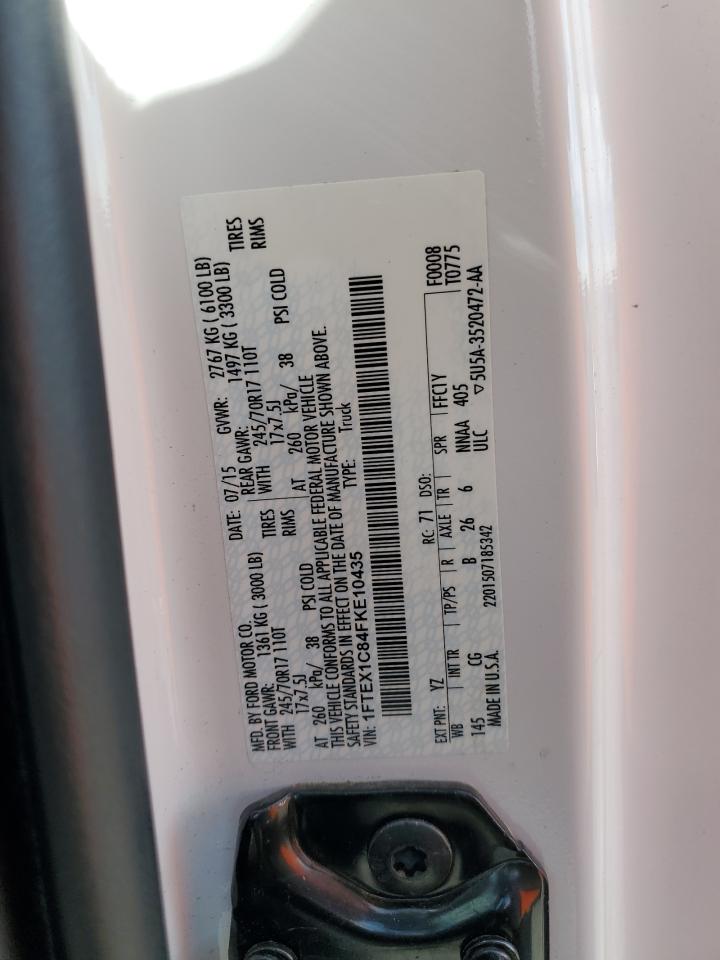 MFD. BY FORD MOTOR CO.
DATE: 07/15 GVWR: 2767 KG ( 6100 LB)
FRONT GAWR: 1361 KG ( 3000 LB) REAR GAWR: 1497 KG ( 3300 LB)
WITH 245/70R17 110T TIRES WITH 245/70R17 110T TIRES
17x7.5J RIMS 17x7.5J RIMS
AT 260 kPa/ 38 PSI COLD AT 260 kPa/ 38 PSI COLD
THIS VEHICLE CONFORMS TO ALL APPLICABLE FEDERAL MOTOR VEHICLE
SAFETY STANDARDS IN EFFECT ON THE DATE OF MANUFACTURE SHOWN ABOVE.
VIN: 1FTEX1C84FKE10435 TYPE: Truck
F0008
EXT PNT: YZ RC: 71 DSO: T0775
WB INT TR TP/PS R AXLE TR SPR FFC1Y
145 CG B 26 6 NNAA 405
MADE IN U.S.A. 2201507185342 ULC ▽5U5A-3520472-AA